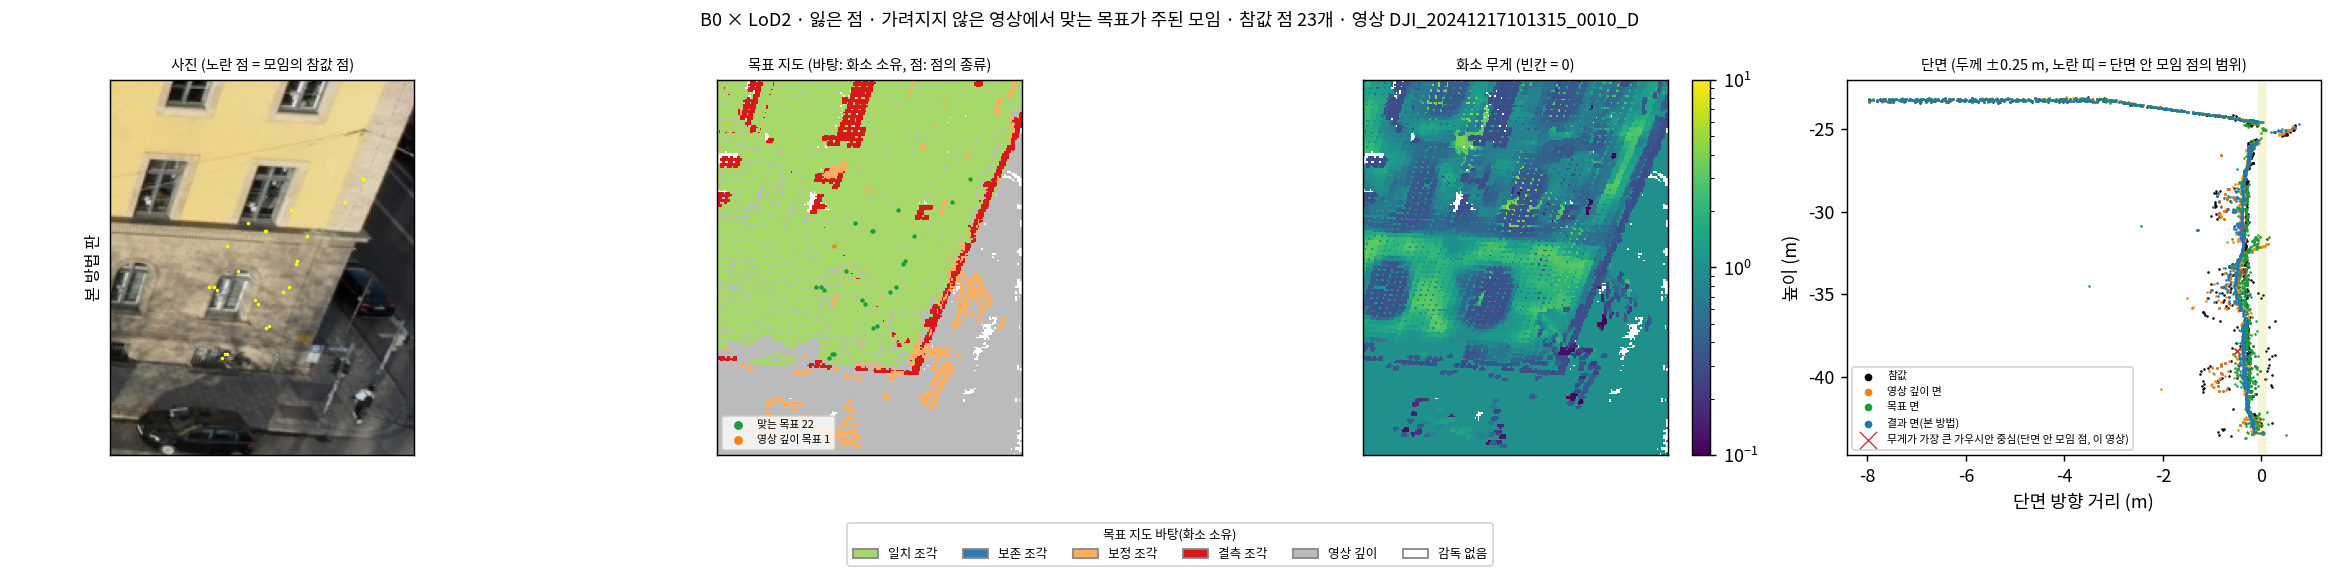 B0 × LoD2 · 잃은 점 · 가려지지 않은 영상에서 맞는 목표가 주된 모임 · 참값 점 23개 · 영상 DJI_20241217101315_0010_D
사진 (노란 점 = 모임의 참값 점)
목표 지도 (바탕: 화소 소유, 점: 점의 종류)
화소 무게 (빈칸 = 0)
단면 (두께 ±0.25 m, 노란 띠 = 단면 안 모임 점의 범위)
본 방법 판
맞는 목표 22
영상 깊이 목표 1
10¹
10⁰
10⁻¹
높이 (m)
-25
-30
-35
-40
참값
영상 깊이 면
목표 면
결과 면(본 방법)
무게가 가장 큰 가우시안 중심(단면 안 모임 점, 이 영상)
-8 -6 -4 -2 0
단면 방향 거리 (m)
목표 지도 바탕(화소 소유)
일치 조각 보존 조각 보정 조각 결측 조각 영상 깊이 감독 없음